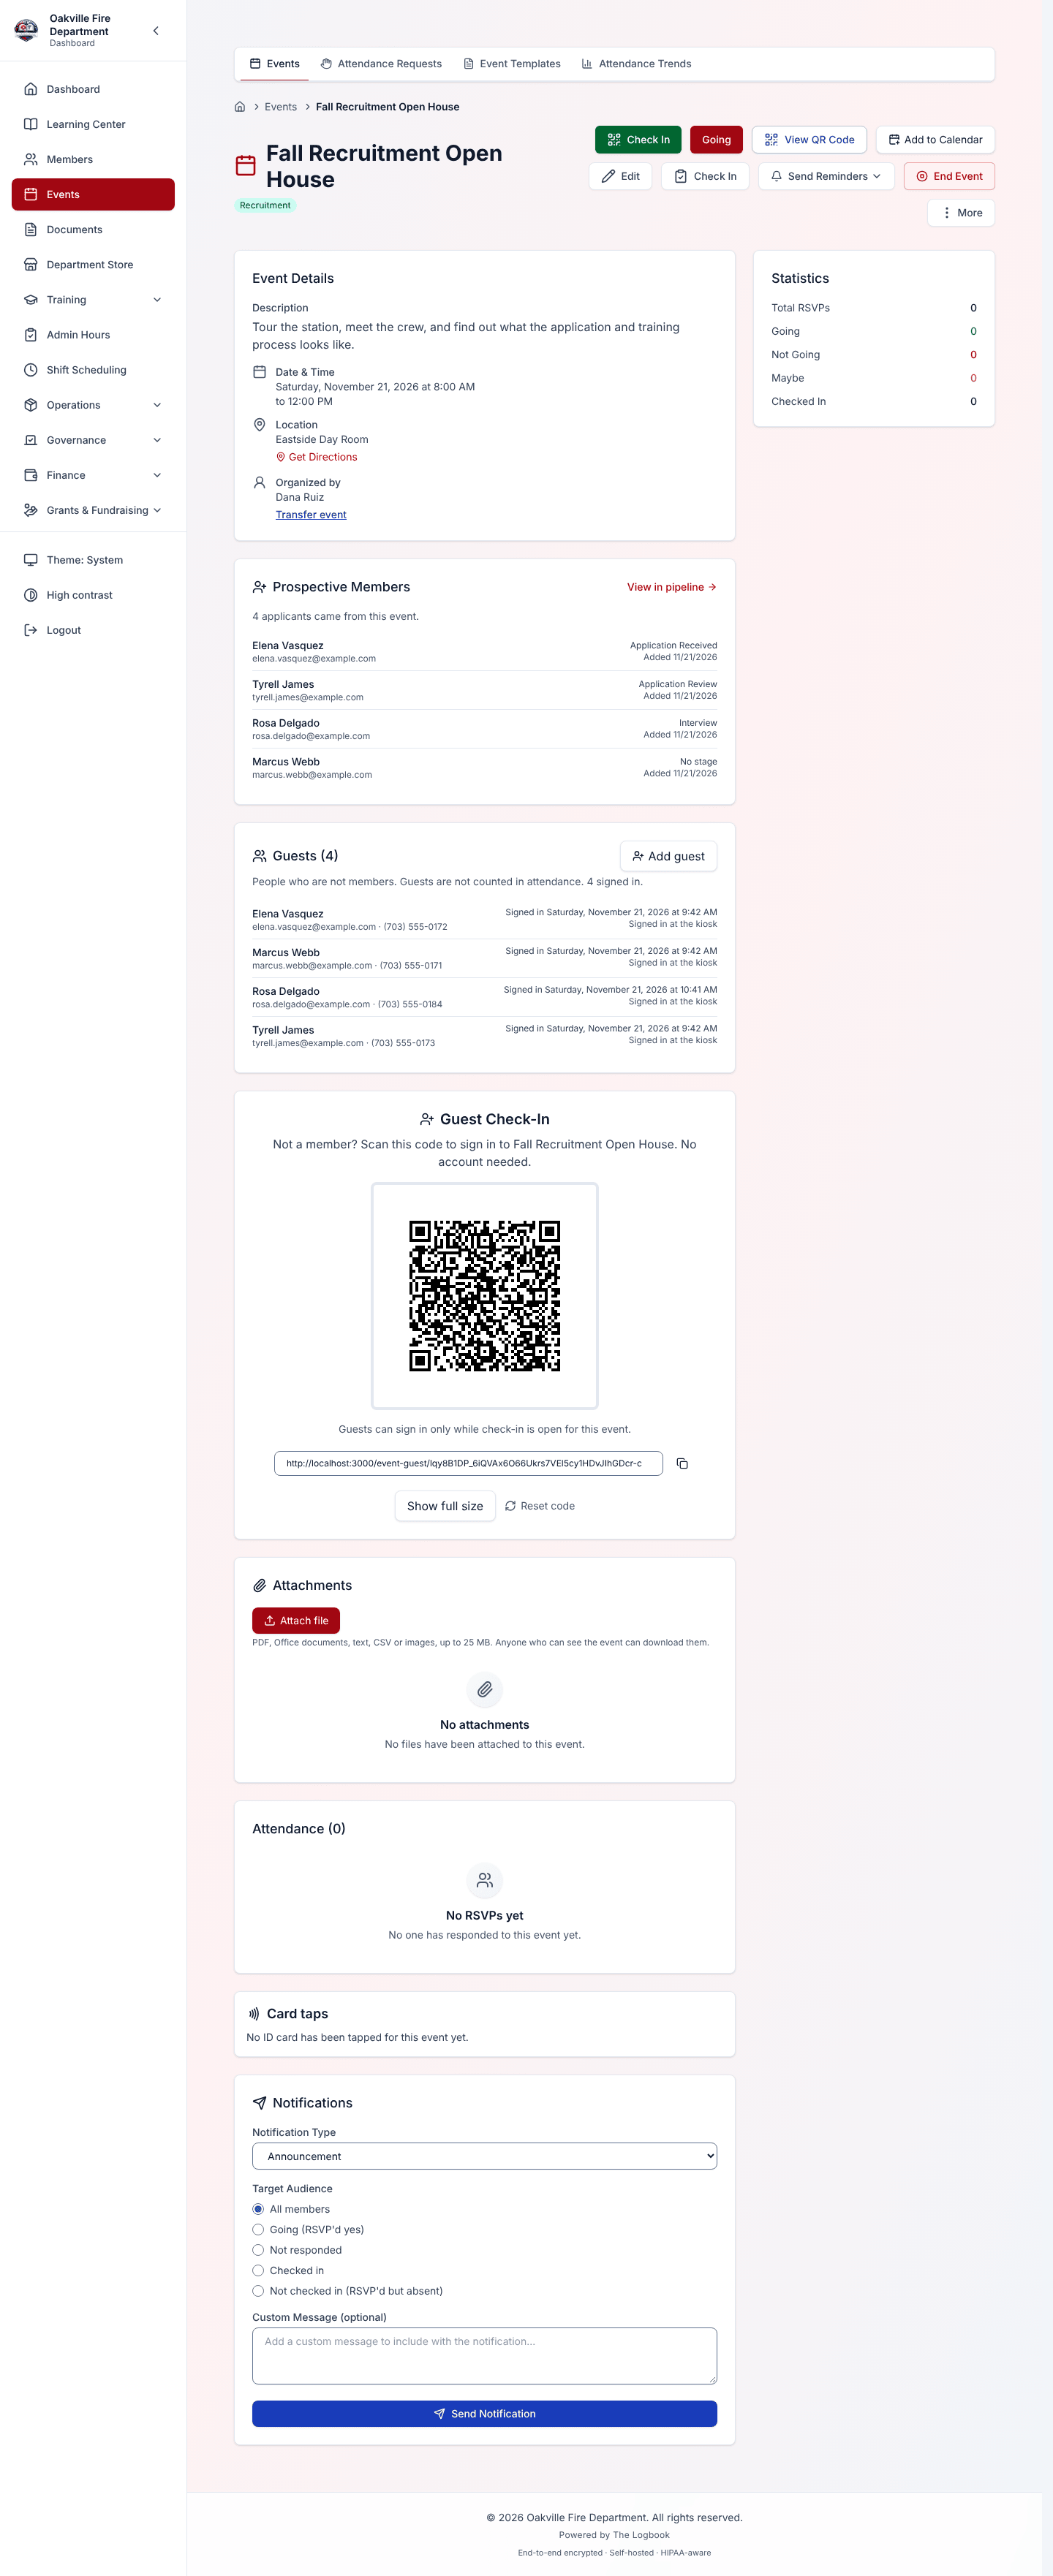 Oakville Fire
Department
Dashboard
Dashboard
Learning Center
Members
Events
Documents
Department Store
Training
Admin Hours
Shift Scheduling
Operations
Governance
Finance
Grants & Fundraising
Theme: System
High contrast
Logout
Events
Attendance Requests
Event Templates
Attendance Trends
Events
Fall Recruitment Open House
Fall Recruitment Open
House
Recruitment
Check In
Going
View QR Code
Add to Calendar
Edit
Check In
Send Reminders
End Event
More
Event Details
Description
Tour the station, meet the crew, and find out what the application and training
process looks like.
Date & Time
Saturday, November 21, 2026 at 8:00 AM
to 12:00 PM
Location
Eastside Day Room
Get Directions
Organized by
Dana Ruiz
Transfer event
Statistics
Total RSVPs 0
Going 0
Not Going 0
Maybe 0
Checked In 0
Prospective Members
View in pipeline →
4 applicants came from this event.
Elena Vasquez
elena.vasquez@example.com
Application Received
Added 11/21/2026
Tyrell James
tyrell.james@example.com
Application Review
Added 11/21/2026
Rosa Delgado
rosa.delgado@example.com
Interview
Added 11/21/2026
Marcus Webb
marcus.webb@example.com
No stage
Added 11/21/2026
Guests (4)
Add guest
People who are not members. Guests are not counted in attendance. 4 signed in.
Elena Vasquez
elena.vasquez@example.com · (703) 555-0172
Signed in Saturday, November 21, 2026 at 9:42 AM
Signed in at the kiosk
Marcus Webb
marcus.webb@example.com · (703) 555-0171
Signed in Saturday, November 21, 2026 at 9:42 AM
Signed in at the kiosk
Rosa Delgado
rosa.delgado@example.com · (703) 555-0184
Signed in Saturday, November 21, 2026 at 10:41 AM
Signed in at the kiosk
Tyrell James
tyrell.james@example.com · (703) 555-0173
Signed in Saturday, November 21, 2026 at 9:42 AM
Signed in at the kiosk
Guest Check-In
Not a member? Scan this code to sign in to Fall Recruitment Open House. No
account needed.
Guests can sign in only while check-in is open for this event.
Show full size
Reset code
Attachments
Attach file
PDF, Office documents, text, CSV or images, up to 25 MB. Anyone who can see the event can download them.
No attachments
No files have been attached to this event.
Attendance (0)
No RSVPs yet
No one has responded to this event yet.
Card taps
No ID card has been tapped for this event yet.
Notifications
Notification Type
Announcement
Target Audience
All members
Going (RSVP'd yes)
Not responded
Checked in
Not checked in (RSVP'd but absent)
Custom Message (optional)
Add a custom message to include with the notification...
Send Notification
© 2026 Oakville Fire Department. All rights reserved.
Powered by The Logbook
End-to-end encrypted · Self-hosted · HIPAA-aware